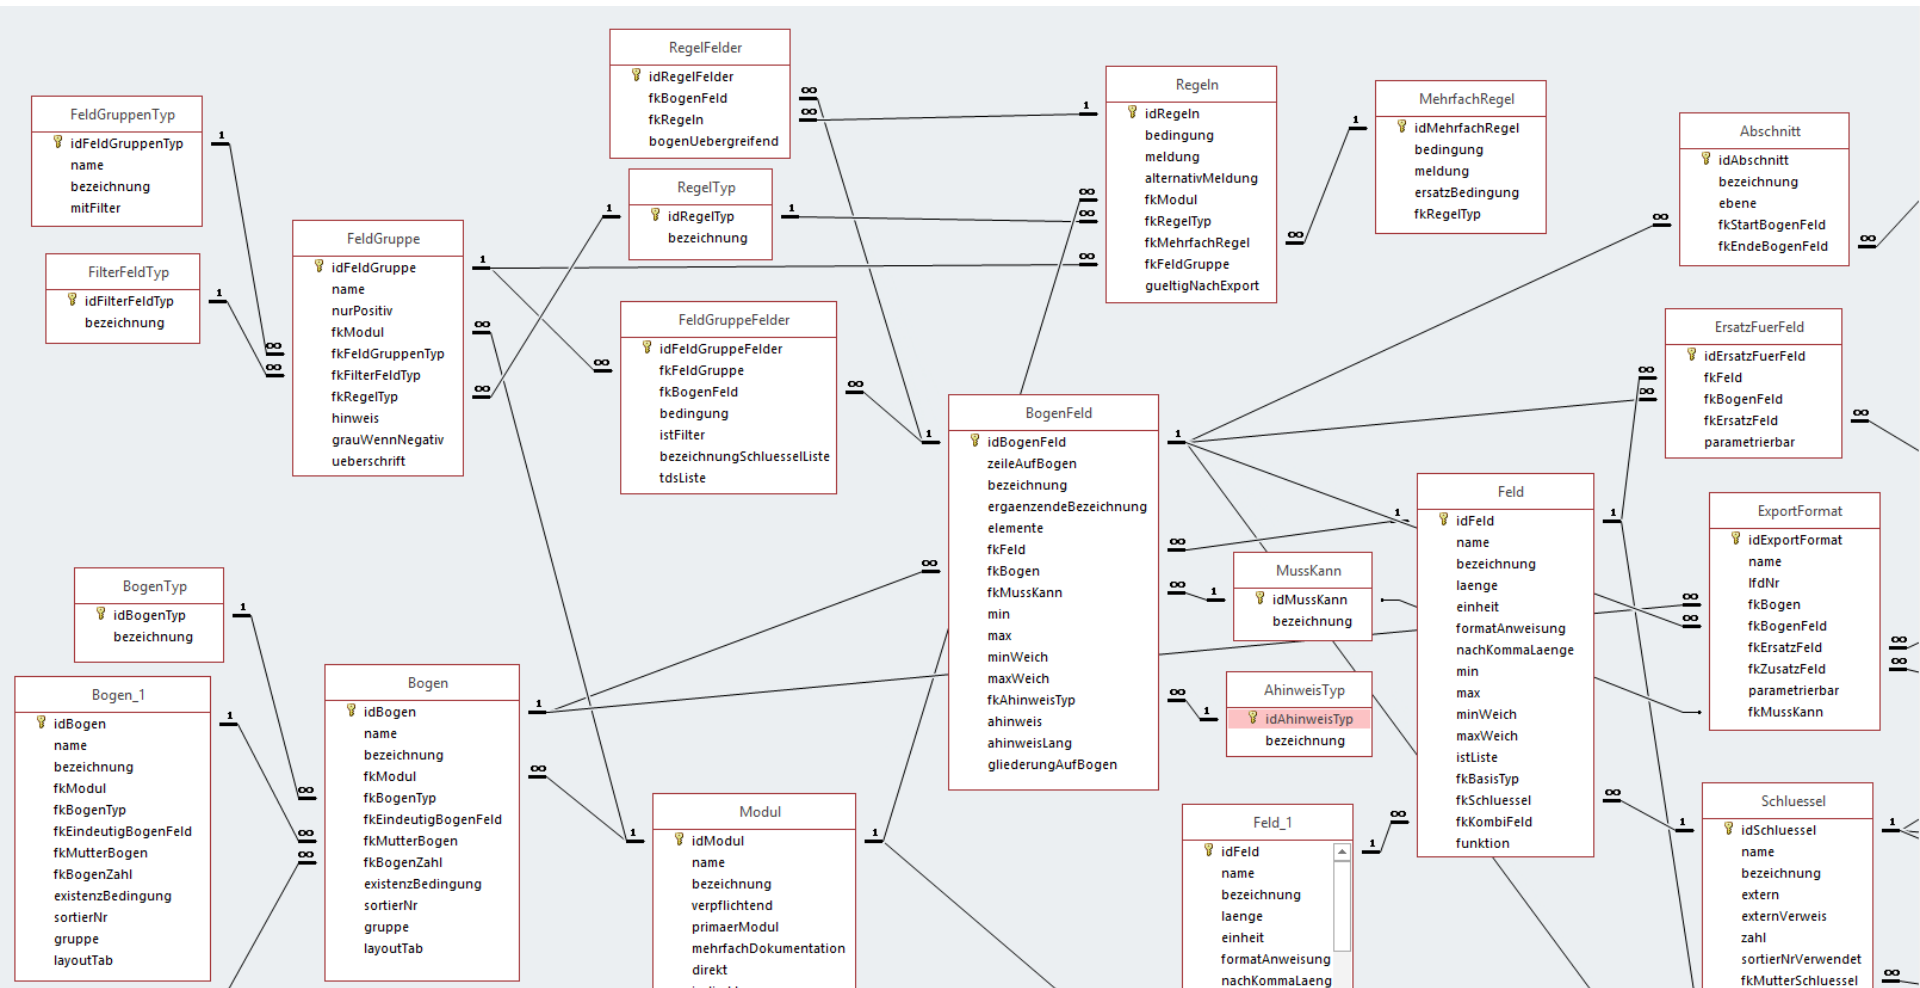 RegelFelder
idRegelFelder
fkBogenFeld
fkRegeln
bogenUebergreifend
Regeln
idRegeln
bedingung
meldung
alternativMeldung
fkModul
fkRegelTyp
fkMehrfachRegel
fkFeldGruppe
gueltigNachExport
MehrfachRegel
idMehrfachRegel
bedingung
meldung
ersatzBedingung
fkRegelTyp
FeldGruppenTyp
idFeldGruppenTyp
name
bezeichnung
mitFilter
Abschnitt
idAbschnitt
bezeichnung
ebene
fkStartBogenFeld
fkEndeBogenFeld
RegelTyp
idRegelTyp
bezeichnung
FeldGruppe
idFeldGruppe
name
nurPositiv
fkModul
fkFeldGruppenTyp
fkFilterFeldTyp
fkRegelTyp
hinweis
grauWennNegativ
ueberschrift
FilterFeldTyp
idFilterFeldTyp
bezeichnung
FeldGruppeFelder
idFeldGruppeFelder
fkFeldGruppe
fkBogenFeld
bedingung
istFilter
bezeichnungSchluesselListe
tdsListe
ErsatzFuerFeld
idErsatzFuerFeld
fkFeld
fkBogenFeld
fkErsatzFeld
parametrierbar
BogenFeld
idBogenFeld
zeileAufBogen
bezeichnung
ergaenzendeBezeichnung
elemente
fkFeld
fkBogen
fkMussKann
min
max
minWeich
maxWeich
fkAhinweisTyp
ahinweis
ahinweisLang
gliederungAufBogen
Feld
idFeld
name
bezeichnung
laenge
einheit
formatAnweisung
nachKommaLaenge
min
max
minWeich
maxWeich
istListe
fkBasisTyp
fkSchluessel
fkKombiFeld
funktion
ExportFormat
idExportFormat
name
lfdNr
fkBogen
fkBogenFeld
fkErsatzFeld
fkZusatzFeld
parametrierbar
fkMussKann
MussKann
idMussKann
bezeichnung
BogenTyp
idBogenTyp
bezeichnung
Bogen
idBogen
name
bezeichnung
fkModul
fkBogenTyp
fkEindeutigBogenFeld
fkMutterBogen
fkBogenZahl
existenzBedingung
sortierNr
gruppe
layoutTab
Bogen_1
idBogen
name
bezeichnung
fkModul
fkBogenTyp
fkEindeutigBogenFeld
fkMutterBogen
fkBogenZahl
existenzBedingung
sortierNr
gruppe
layoutTab
AhinweisTyp
idAhinweisTyp
bezeichnung
Modul
idModul
name
bezeichnung
verpflichtend
primaerModul
mehrfachDokumentation
direkt
Feld_1
idFeld
name
bezeichnung
laenge
einheit
formatAnweisung
nachKommaLaeng
Schluessel
idSchluessel
name
bezeichnung
extern
externVerweis
zahl
sortierNrVerwendet
fkMutterSchluessel